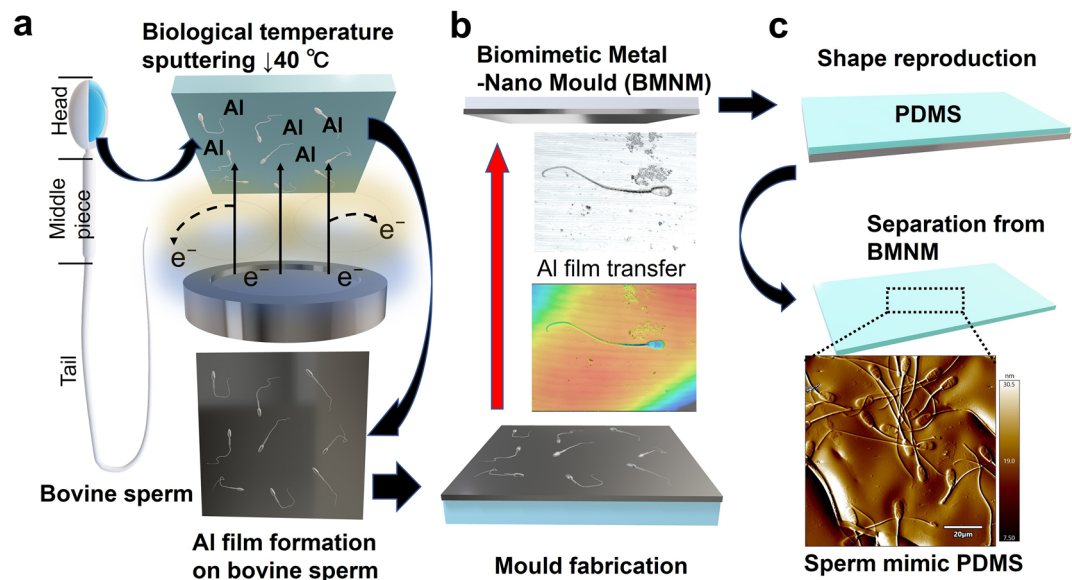 a
Biological temperature
sputtering ↓40 ℃
Head
Middle
piece
Tail
Al
Al
Al
Al
Al
e⁻
e⁻
e⁻
e⁻
Bovine sperm
Al film formation
on bovine sperm
b
Biomimetic Metal
-Nano Mould (BMNM)
Al film transfer
Mould fabrication
c
Shape reproduction
PDMS
Separation from
BMNM
nm
30.5
19.0
7.50
20μm
Sperm mimic PDMS